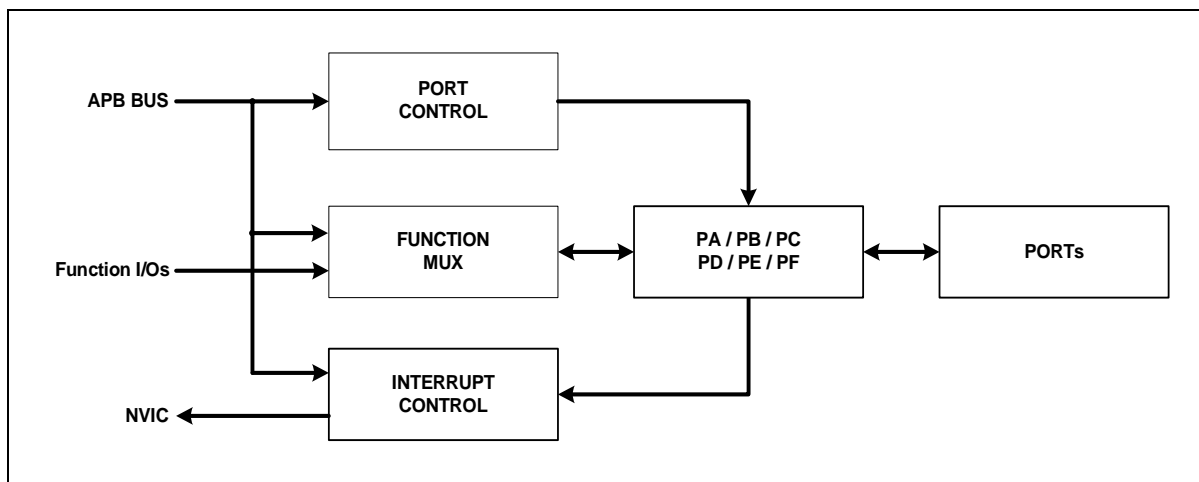 APB BUS
PORT
CONTROL
Function I/Os
FUNCTION
MUX
PA / PB / PC
PD / PE / PF
PORTs
INTERRUPT
CONTROL
NVIC